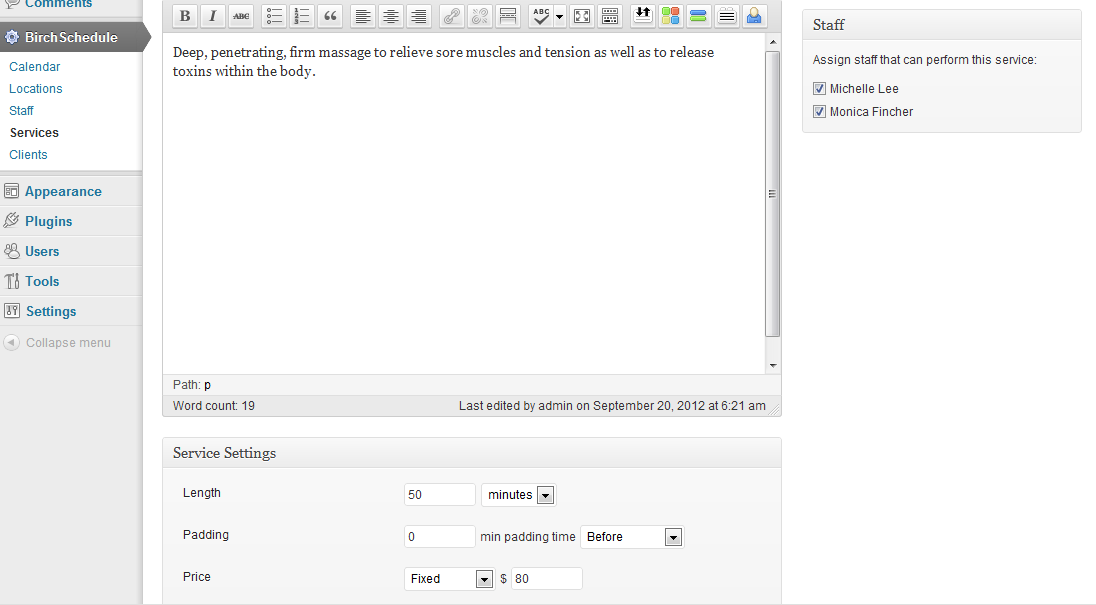 Comments
BirchSchedule
Calendar
Locations
Staff
Services
Clients
Appearance
Plugins
Users
Tools
Settings
Collapse menu
B I ABC ABC
Deep, penetrating, firm massage to relieve sore muscles and tension as well as to release
toxins within the body.
Path: p
Word count: 19 Last edited by admin on September 20, 2012 at 6:21 am
Service Settings
Length 50 minutes
Padding 0 min padding time Before
Price Fixed $ 80
Staff
Assign staff that can perform this service:
Michelle Lee
Monica Fincher